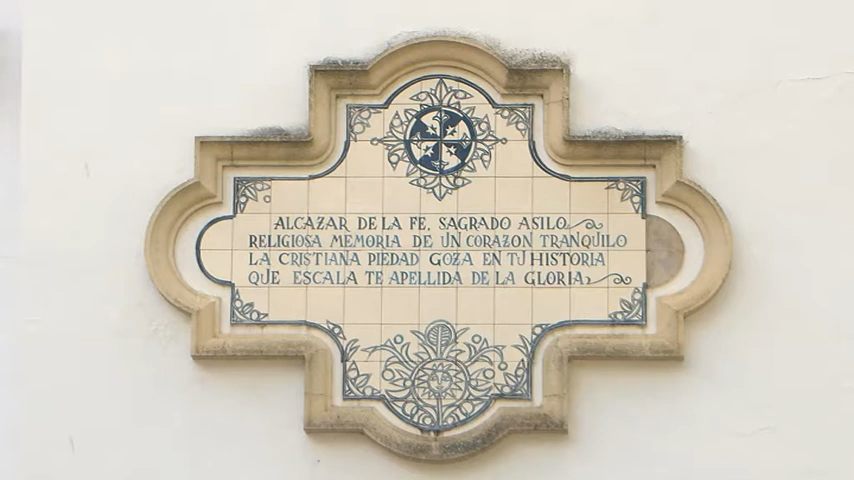 ALCAZAR DE LA FE, SAGRADO ASILO
RELIGIOSA MEMORIA DE UN CORAZON TRANQUILO
LA CRISTIANA PIEDAD GOZA EN TU HISTORIA
QUE ESCALA TE APELLIDA DE LA GLORIA